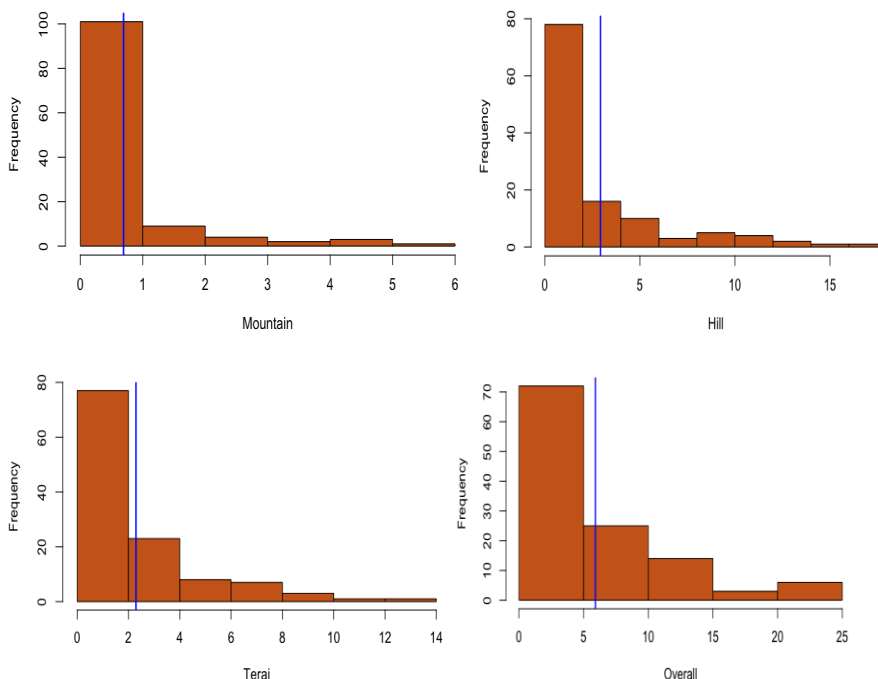 Frequency
0 20 40 60 80 100
0 1 2 3 4 5 6
Mountain
Frequency
0 20 40 60 80
0 5 10 15
Hill
Frequency
0 20 40 60 80
0 2 4 6 8 10 12 14
Terai
Frequency
0 10 20 30 40 50 60 70
0 5 10 15 20 25
Overall